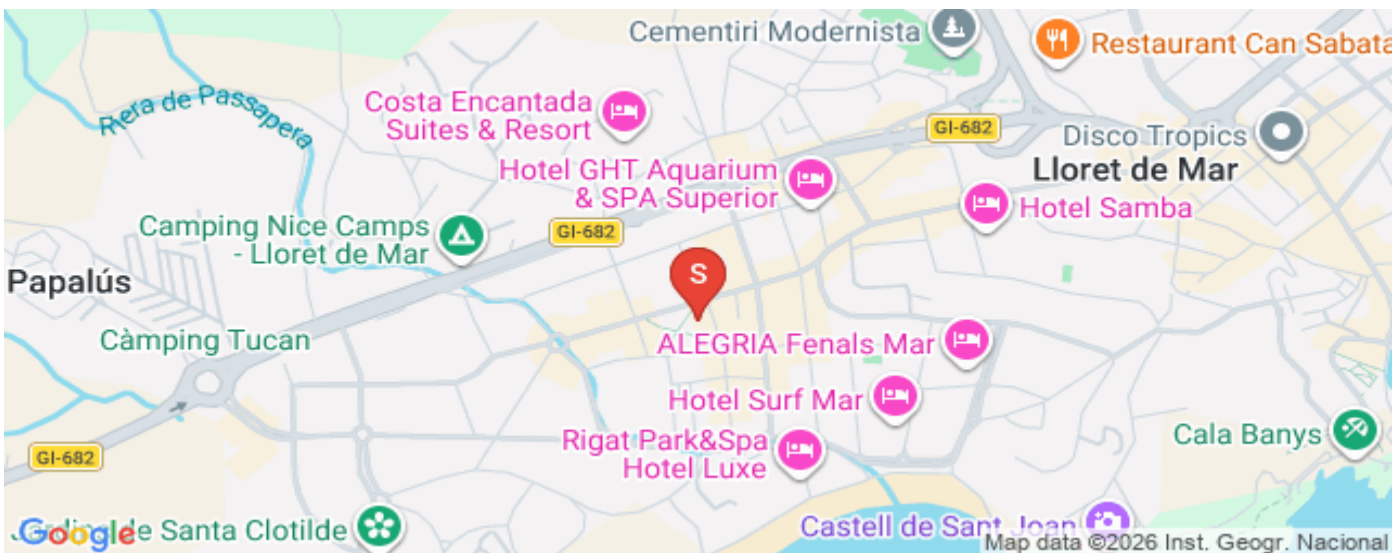 Cementiri Modernista
Restaurant Can Sabata
Riera de Passapera
Costa Encantada
Suites & Resort
GI-682
Disco Tropics
Lloret de Mar
Hotel GHT Aquarium
& SPA Superior
Hotel Samba
Camping Nice Camps
- Lloret de Mar
GI-682
Papalús
S
Càmping Tucan
ALEGRIA Fenals Mar
Hotel Surf Mar
Rigat Park&Spa
Hotel Luxe
Cala Banys
GI-682
Google
de Santa Clotilde
Castell de Sant Joan
Map data ©2026 Inst. Geogr. Nacional